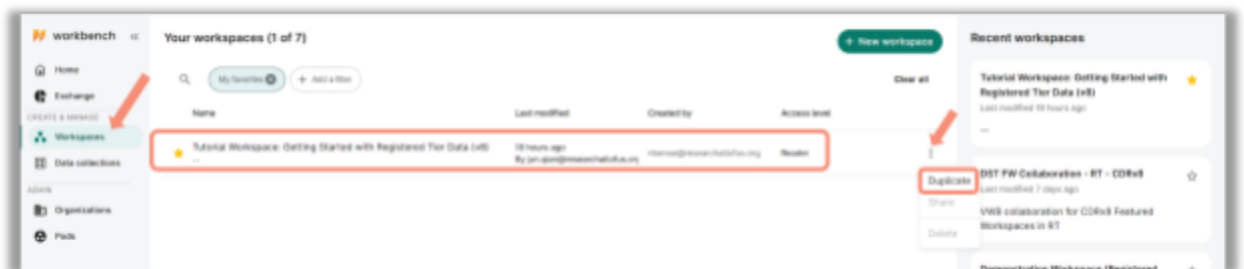 workbench
Home
Exchange
CREATE & MANAGE
Workspaces
Data collections
ADMIN
Organizations
Pods
Your workspaces (1 of 7)
+ New workspace
My favorites
+ Add a filter
Clear all
Name
Last modified
Created by
Access level
Tutorial Workspace: Getting Started with Registered Tier Data (v8)
18 hours ago
Reader
...
Duplicate
Share
Delete
Recent workspaces
Tutorial Workspace: Getting Started with
Registered Tier Data (v8)
Last modified 18 hours ago
...
DST FW Collaboration - RT - CDRv8
Last modified 7 days ago
VWB collaboration for CDRv8 Featured
Workspaces in RT
Demonstration Workspace (Registered